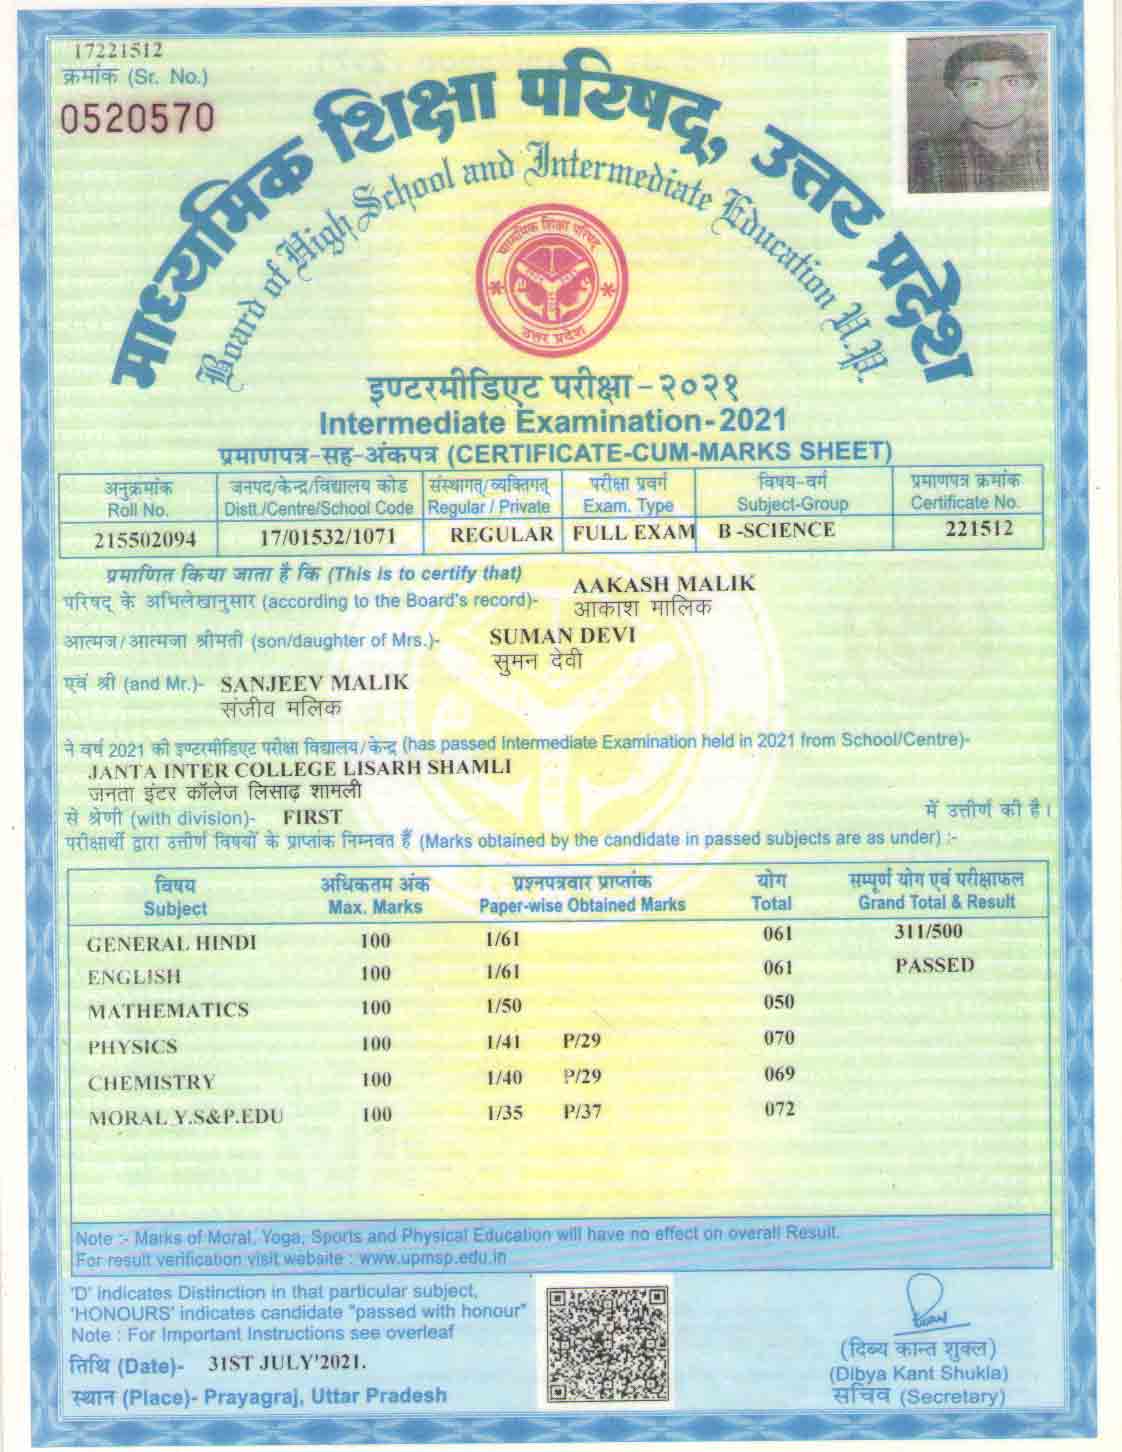 17221512
क्रमांक (Sr. No.)
0520570
माध्यमिक शिक्षा परिषद्, उत्तर प्रदेश
Board of High School and Intermediate Education U.P.
माध्यमिक शिक्षा परिषद्
उत्तर प्रदेश
इण्टरमीडिएट परीक्षा - २०२१
Intermediate Examination-2021
प्रमाणपत्र-सह-अंकपत्र (CERTIFICATE-CUM-MARKS SHEET)
अनुक्रमांक जनपद/केन्द्र/विद्यालय कोड संस्थागत्/व्यक्तिगत् परीक्षा प्रवर्ग विषय-वर्ग प्रमाणपत्र क्रमांक
Roll No. Distt./Centre/School Code Regular / Private Exam. Type Subject-Group Certificate No.
215502094 17/01532/1071 REGULAR FULL EXAM B -SCIENCE 221512
प्रमाणित किया जाता है कि (This is to certify that)
परिषद् के अभिलेखानुसार (according to the Board's record)- AAKASH MALIK
आकाश मालिक
आत्मज/आत्मजा श्रीमती (son/daughter of Mrs.)- SUMAN DEVI
सुमन देवी
एवं श्री (and Mr.)- SANJEEV MALIK
संजीव मलिक
ने वर्ष 2021 की इण्टरमीडिएट परीक्षा विद्यालय/केन्द्र (has passed Intermediate Examination held in 2021 from School/Centre)-
JANTA INTER COLLEGE LISARH SHAMLI
जनता इंटर कॉलेज लिसाढ़ शामली
से श्रेणी (with division)- FIRST में उत्तीर्ण की है।
परीक्षार्थी द्वारा उत्तीर्ण विषयों के प्राप्तांक निम्नवत हैं (Marks obtained by the candidate in passed subjects are as under) :-
विषय अधिकतम अंक प्रश्नपत्रवार प्राप्तांक योग सम्पूर्ण योग एवं परीक्षाफल
Subject Max. Marks Paper-wise Obtained Marks Total Grand Total & Result
GENERAL HINDI 100 1/61 061 311/500
ENGLISH 100 1/61 061 PASSED
MATHEMATICS 100 1/50 050
PHYSICS 100 1/41 P/29 070
CHEMISTRY 100 1/40 P/29 069
MORAL Y.S&P.EDU 100 1/35 P/37 072
Note :- Marks of Moral, Yoga, Sports and Physical Education will have no effect on overall Result.
For result verification visit website : www.upmsp.edu.in
'D' indicates Distinction in that particular subject,
'HONOURS' indicates candidate "passed with honour"
Note : For Important Instructions see overleaf
तिथि (Date)- 31ST JULY'2021.
स्थान (Place)- Prayagraj, Uttar Pradesh
(दिब्य कान्त शुक्ल)
(Dibya Kant Shukla)
सचिव (Secretary)